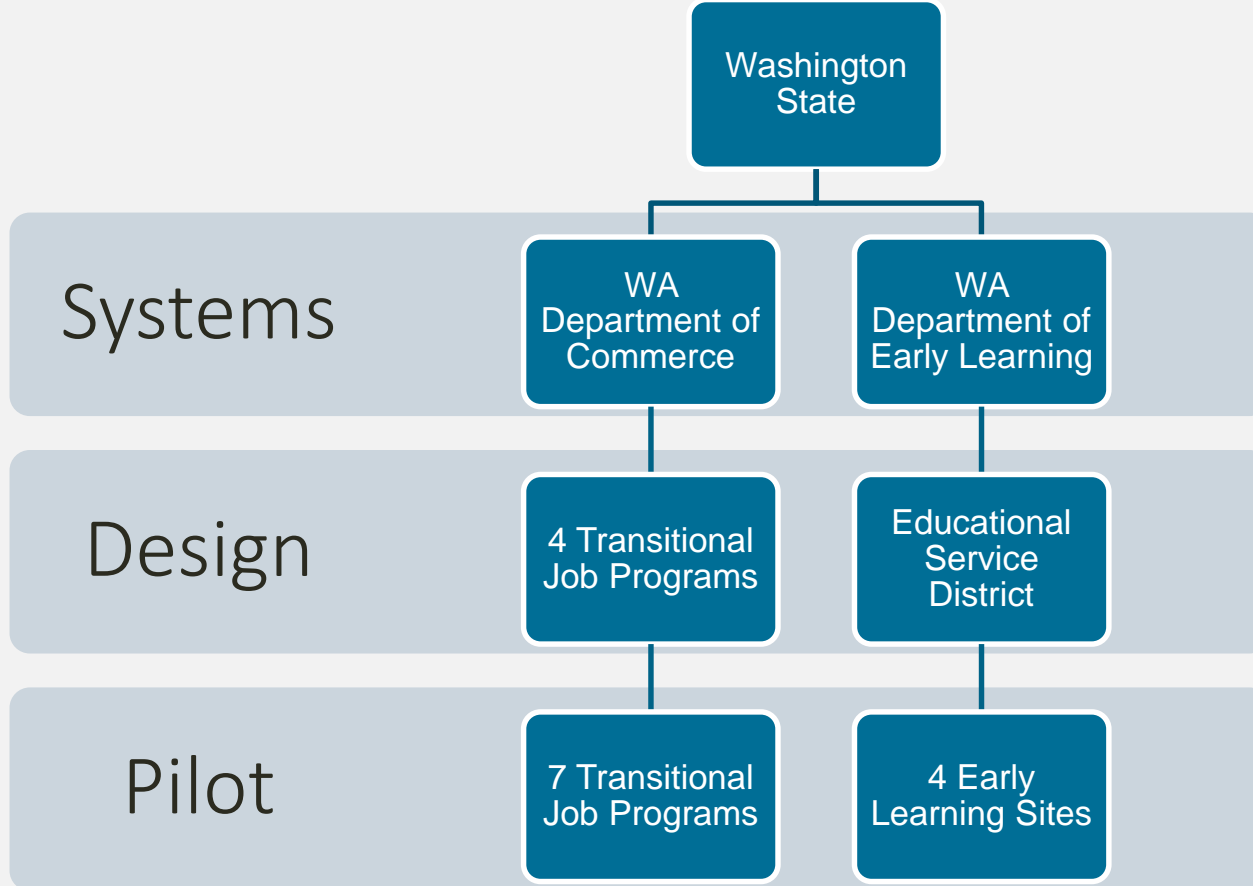 Washington
State
Systems
WA
Department of
Commerce
WA
Department of
Early Learning
Design
4 Transitional
Job Programs
Educational
Service
District
Pilot
7 Transitional
Job Programs
4 Early
Learning Sites